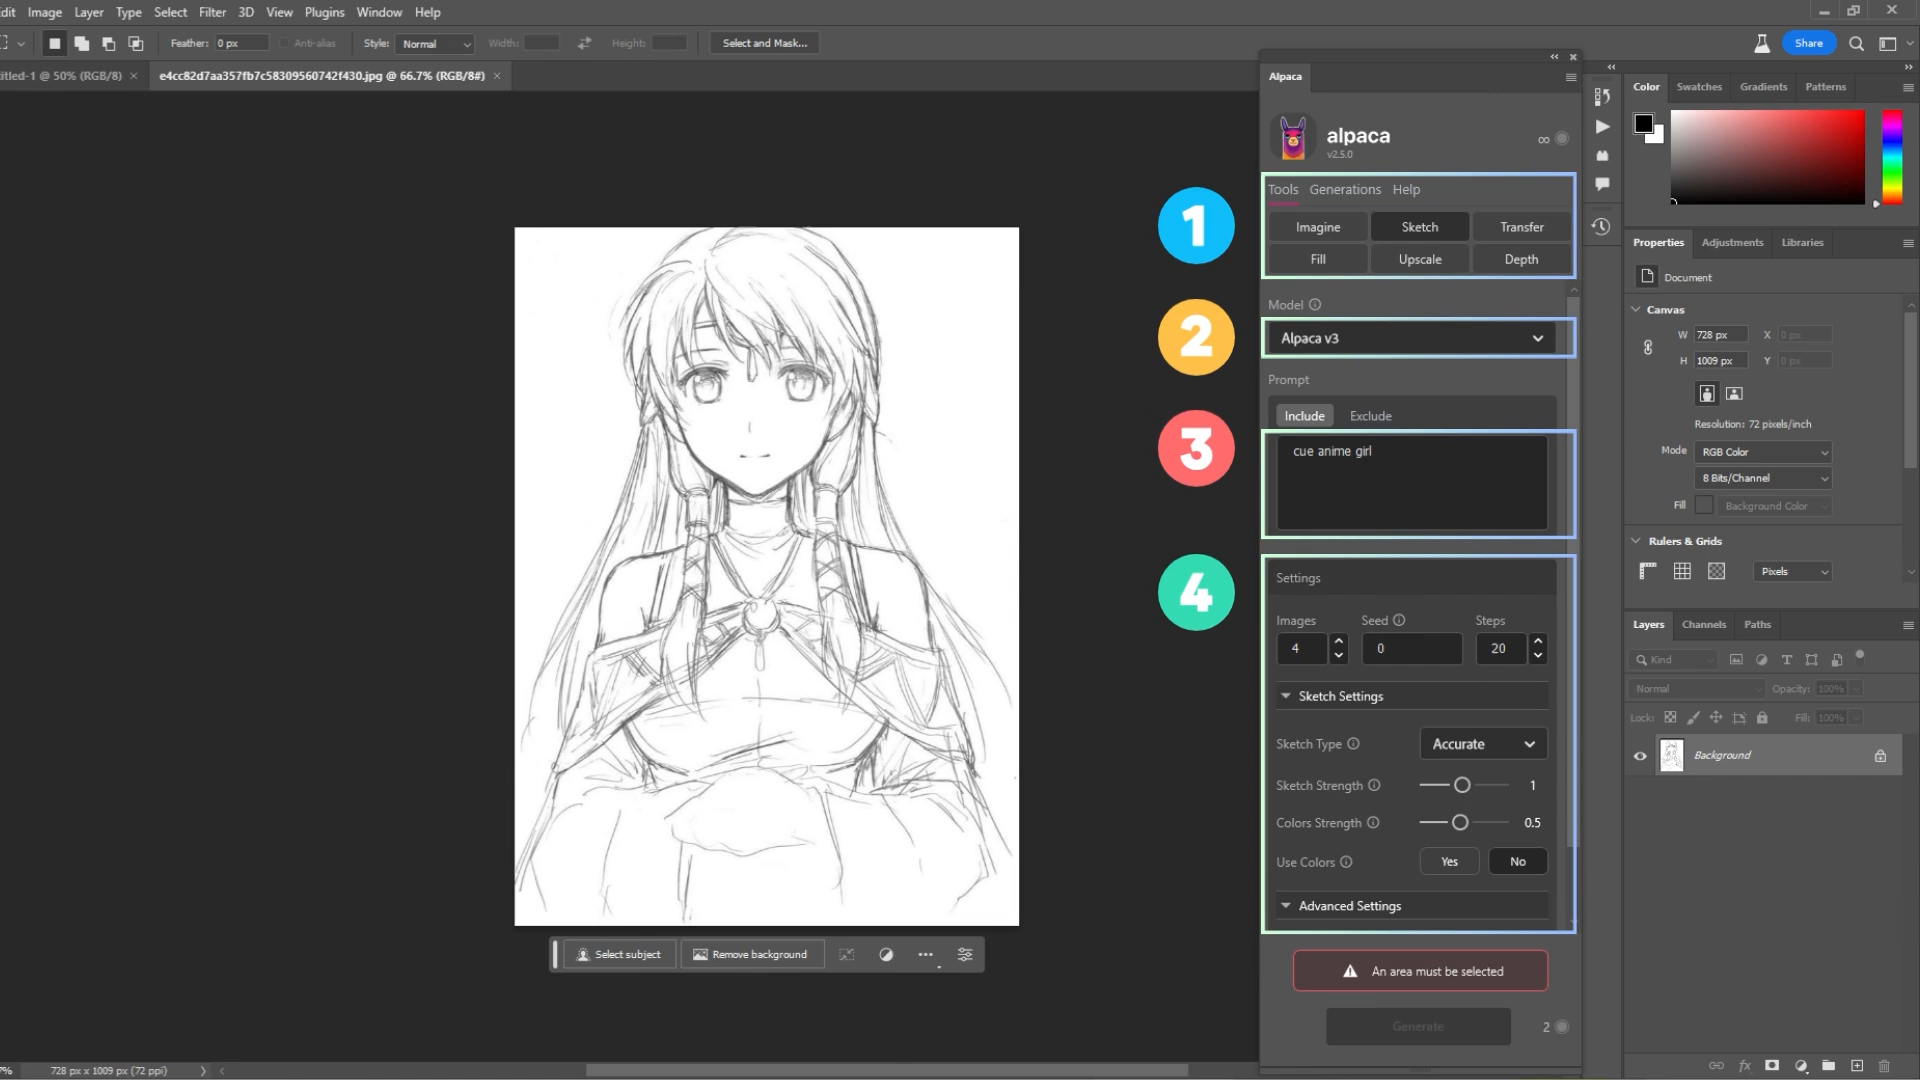 dit Image Layer Type Select Filter 3D View Plugins Window Help
Feather: 0 px Anti-alias Style: Normal Width: Height: Select and Mask... Share
itled-1 @ 50% (RGB/8) × e4cc82d7aa357fb7c58309560742f430.jpg @ 66.7% (RGB/8#) ×
Alpaca
alpaca
v2.5.0
∞
1
Tools Generations Help
Imagine Sketch Transfer
Fill Upscale Depth
Model
2
Alpaca v3
Prompt
Include Exclude
3
cue anime girl
4
Settings
Images Seed Steps
4 0 20
Sketch Settings
Sketch Type Accurate
Sketch Strength 1
Colors Strength 0.5
Use Colors Yes No
Advanced Settings
An area must be selected
Generate 2
Select subject Remove background
Color Swatches Gradients Patterns
Properties Adjustments Libraries
Document
Canvas
W 728 px X 0 px
H 1009 px Y 0 px
Resolution: 72 pixels/inch
Mode RGB Color
8 Bits/Channel
Fill Background Color
Rulers & Grids
Pixels
Layers Channels Paths
Kind
Normal Opacity: 100%
Lock: Fill: 100%
Background
fx
7% 728 px x 1009 px (72 ppi)